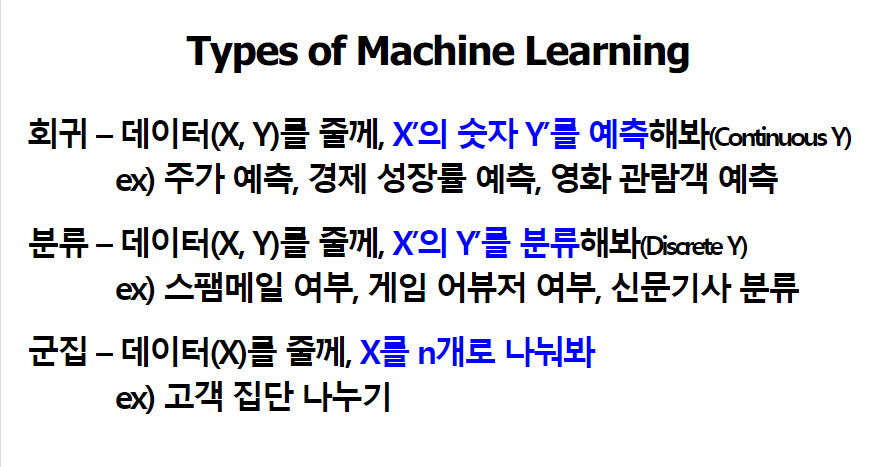 Types of Machine Learning
회귀 – 데이터(X, Y)를 줄께, X’의 숫자 Y’를 예측해봐(Continuous Y)
ex) 주가 예측, 경제 성장률 예측, 영화 관람객 예측
분류 – 데이터(X, Y)를 줄께, X’의 Y’를 분류해봐(Discrete Y)
ex) 스팸메일 여부, 게임 어뷰저 여부, 신문기사 분류
군집 – 데이터(X)를 줄께, X를 n개로 나눠봐
ex) 고객 집단 나누기